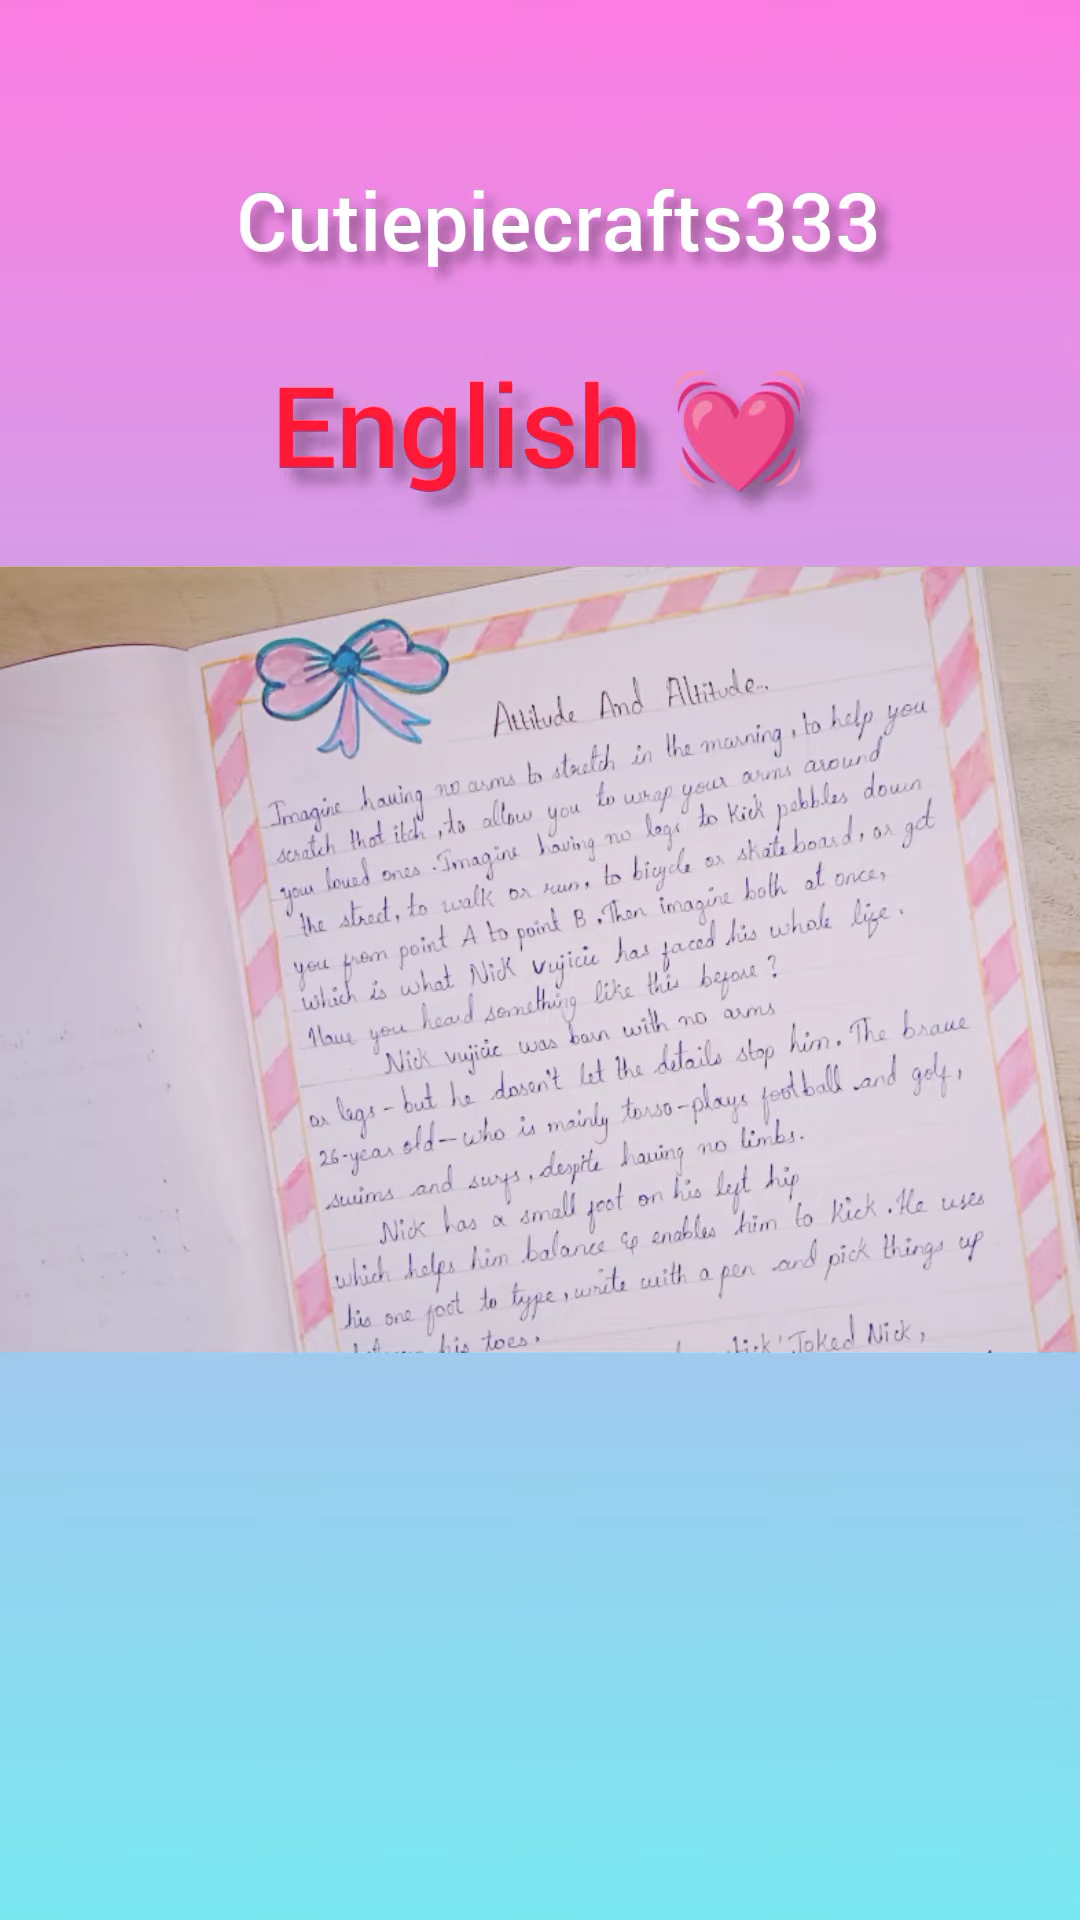 Cutiepiecrafts333
English
Attitude And Altitude...
Imagine having no arms to stretch in the morning, to help you
scratch that itch, to allow you to wrap your arms around
your loved ones. Imagine having no legs to kick pebbles down
the street, to walk or run, to bicycle or skateboard, or get
you from point A to point B. Then imagine both at once,
which is what Nick Vujicic has faced his whole life.
Have you heard something like this before?
Nick vujicic was born with no arms
or legs - but he dosen't let the details stop him. The brave
26-year old - who is mainly torso - plays football and golf,
swims and surfs, despite having no limbs.
Nick has a small foot on his left hip
which helps him balance & enables him to kick. He uses
his one foot to type, write with a pen and pick things up
his toes.
Joked Nick,